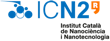 ICN2
Institut Català
de Nanociència
i Nanotecnologia